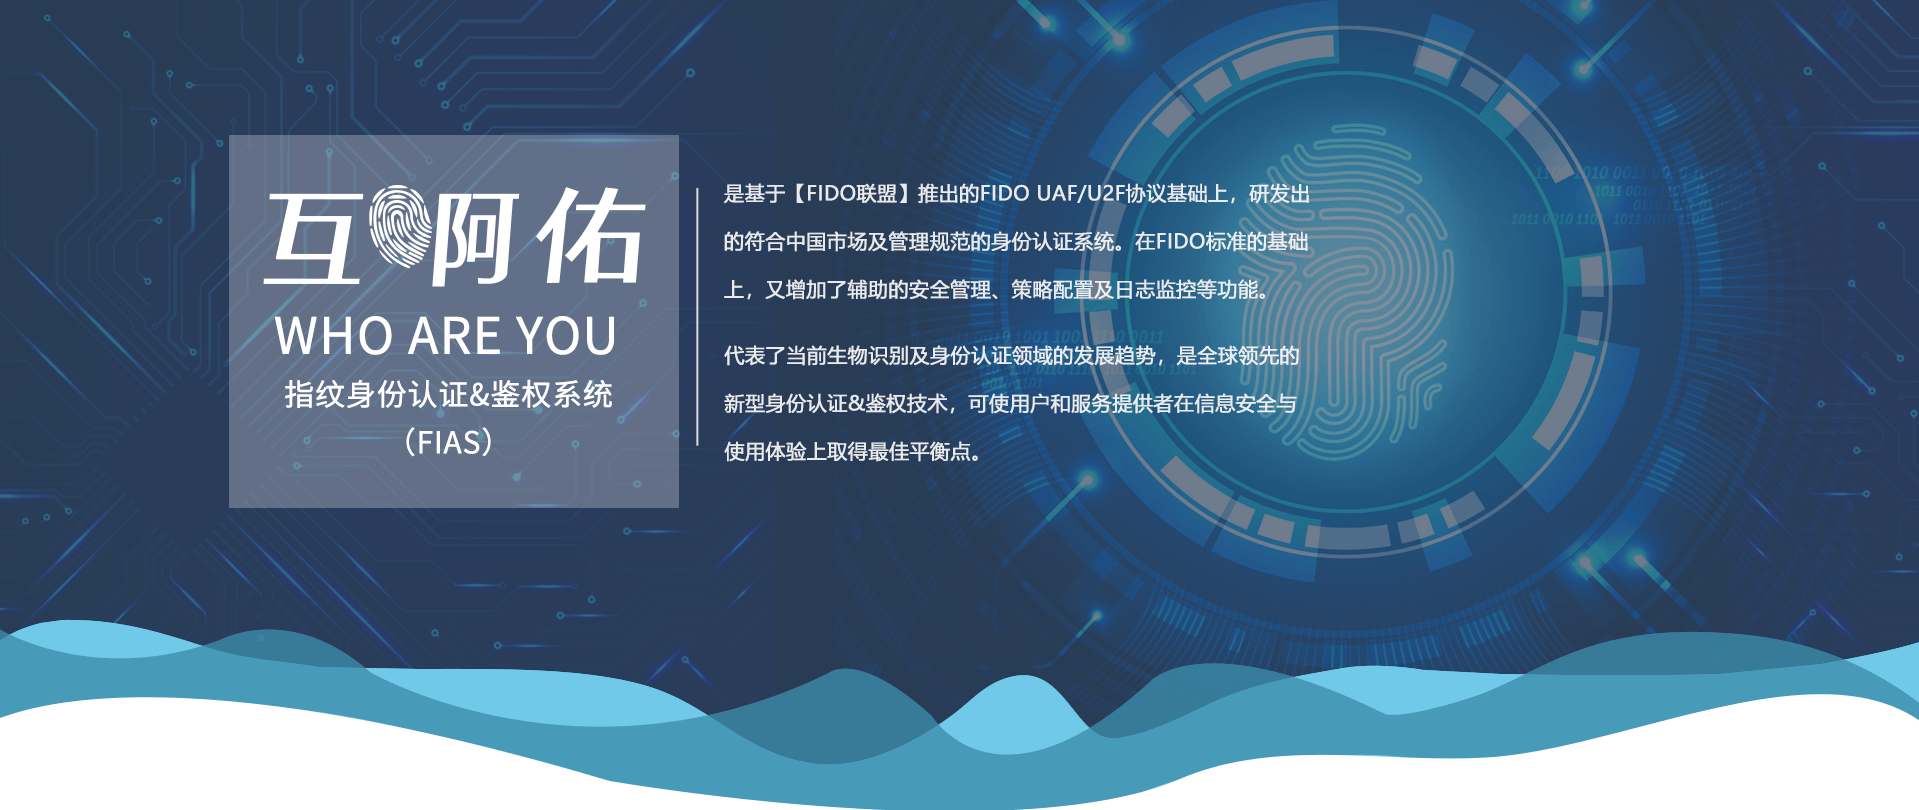 互阿佑
WHO ARE YOU
指纹身份认证&鉴权系统
（FIAS）
是基于【FIDO联盟】推出的FIDO UAF/U2F协议基础上，研发出
的符合中国市场及管理规范的身份认证系统。在FIDO标准的基础
上，又增加了辅助的安全管理、策略配置及日志监控等功能。
代表了当前生物识别及身份认证领域的发展趋势，是全球领先的
新型身份认证&鉴权技术，可使用户和服务提供者在信息安全与
使用体验上取得最佳平衡点。